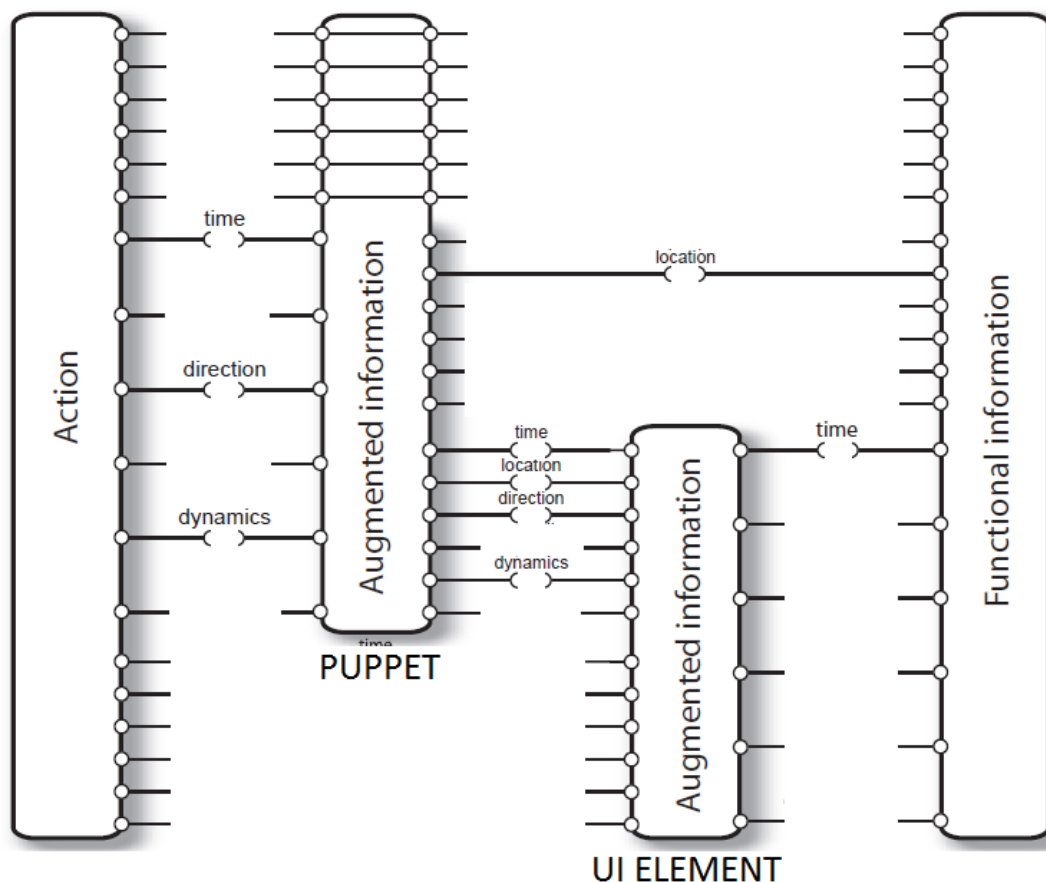 Action
time
direction
dynamics
Augmented information
time
PUPPET
location
time
location
direction
dynamics
Augmented information
UI ELEMENT
time
Functional information